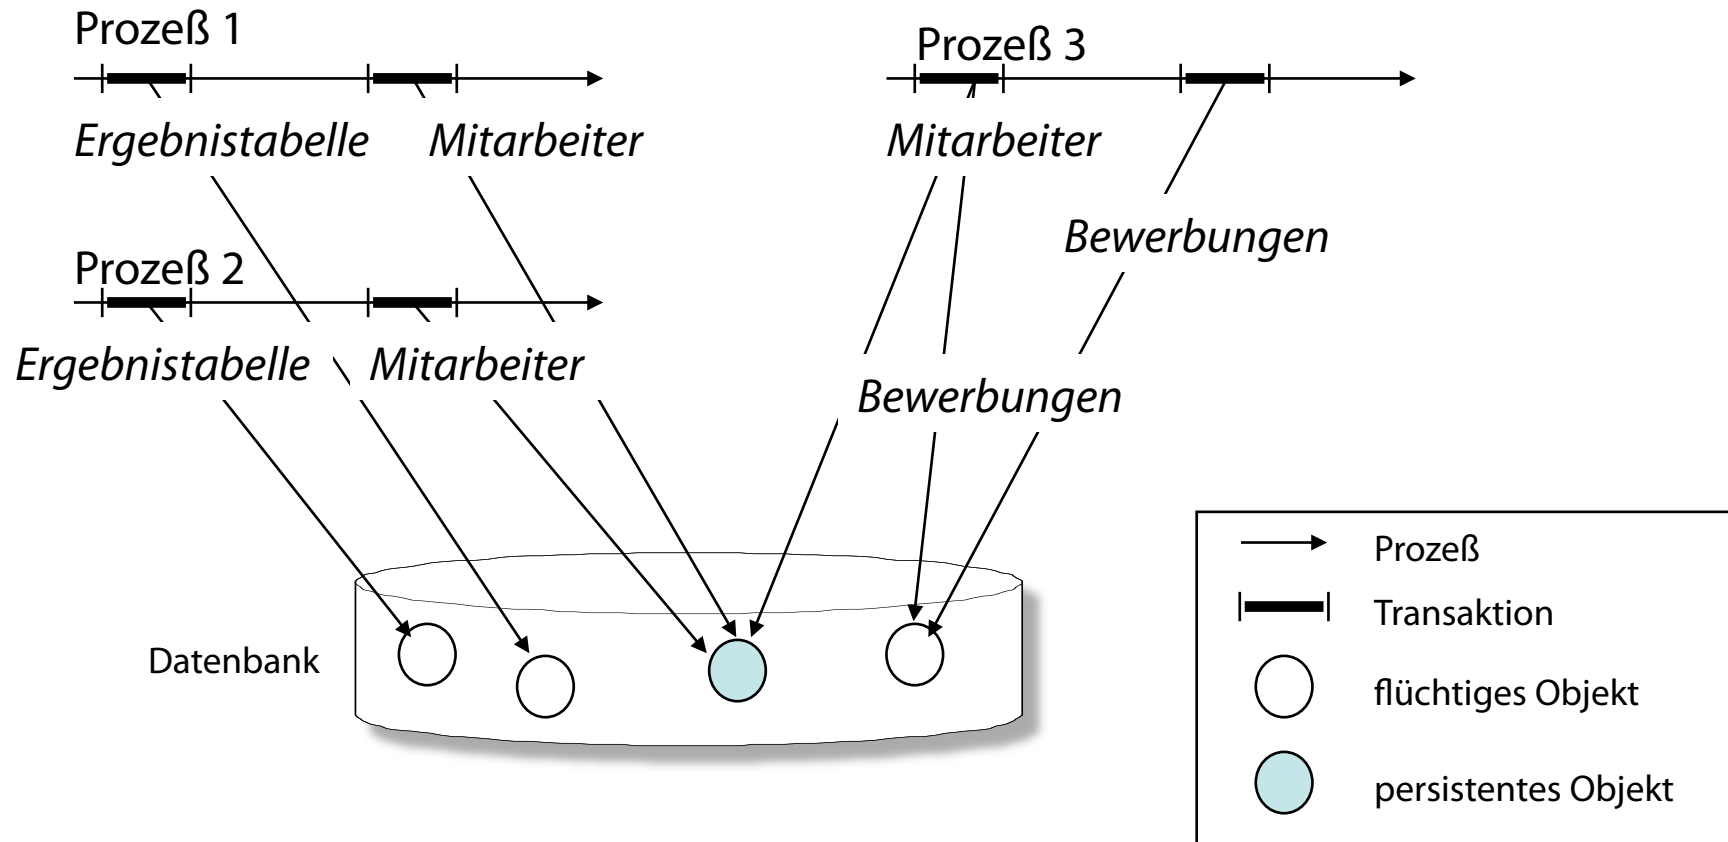 Prozeß 1
Prozeß 3
Ergebnistabelle
Mitarbeiter
Mitarbeiter
Bewerbungen
Prozeß 2
Ergebnistabelle
Mitarbeiter
Bewerbungen
Datenbank
Prozeß
Transaktion
flüchtiges Objekt
persistentes Objekt